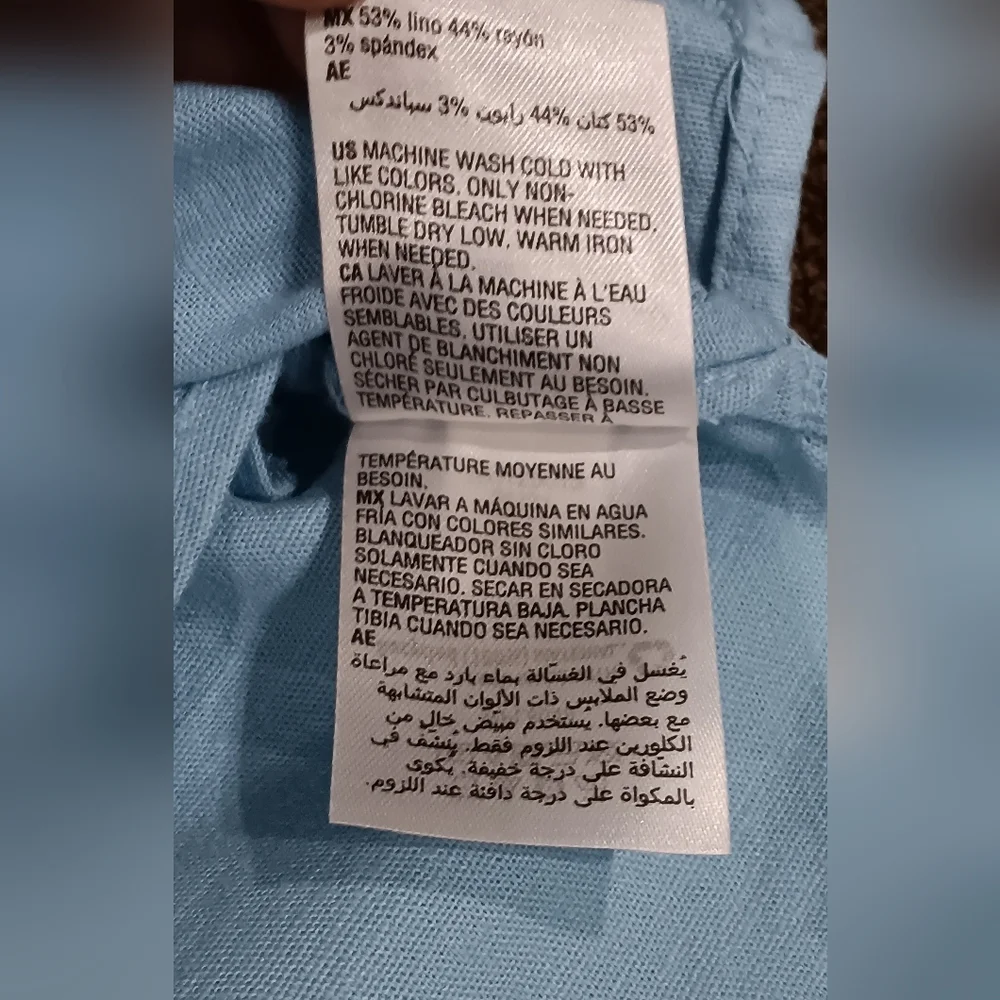 MX 53% lino 44% rayón
3% spándex
AE
53% كتان 44% رايون 3% سباندكس
US MACHINE WASH COLD WITH
LIKE COLORS. ONLY NON-
CHLORINE BLEACH WHEN NEEDED.
TUMBLE DRY LOW. WARM IRON
WHEN NEEDED.
CA LAVER À LA MACHINE À L'EAU
FROIDE AVEC DES COULEURS
SEMBLABLES. UTILISER UN
AGENT DE BLANCHIMENT NON
CHLORÉ SEULEMENT AU BESOIN.
SÉCHER PAR CULBUTAGE À BASSE
TEMPÉRATURE. REPASSER À
TEMPÉRATURE MOYENNE AU
BESOIN.
MX LAVAR A MÁQUINA EN AGUA
FRÍA CON COLORES SIMILARES.
BLANQUEADOR SIN CLORO
SOLAMENTE CUANDO SEA
NECESARIO. SECAR EN SECADORA
A TEMPERATURA BAJA. PLANCHA
TIBIA CUANDO SEA NECESARIO.
AE
يُغسل في الغسّالة بماء بارد مع مراعاة
وضع الملابس ذات الألوان المتشابهة
مع بعضها. يُستخدم مبيّض خالٍ من
الكلورين عند اللزوم فقط. يُنشّف في
النشافة على درجة خفيفة. يُكوى
بالمكواة على درجة دافئة عند اللزوم.